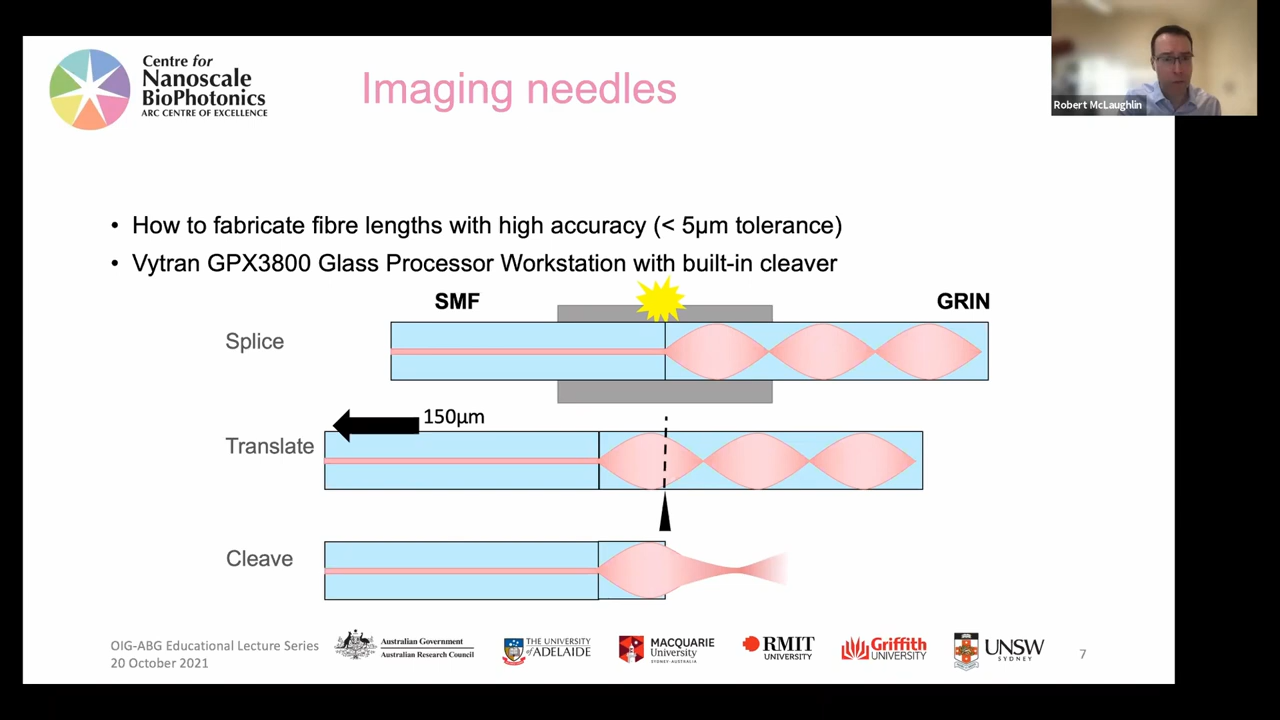 Centre for
Nanoscale
BioPhotonics
ARC CENTRE OF EXCELLENCE
Imaging needles
Robert McLaughlin
• How to fabricate fibre lengths with high accuracy (< 5µm tolerance)
• Vytran GPX3800 Glass Processor Workstation with built-in cleaver
SMF
GRIN
Splice
150µm
Translate
Cleave
OIG-ABG Educational Lecture Series
20 October 2021
Australian Government
Australian Research Council
THE UNIVERSITY
of ADELAIDE
MACQUARIE
University
SYDNEY·AUSTRALIA
RMIT
UNIVERSITY
Griffith
UNIVERSITY
UNSW
SYDNEY
7